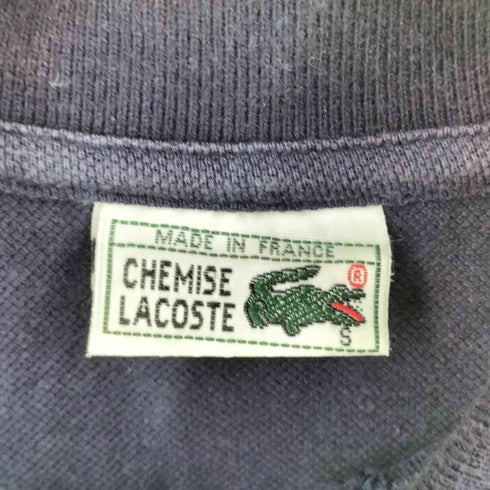 MADE IN FRANCE
CHEMISE
LACOSTE
®
S